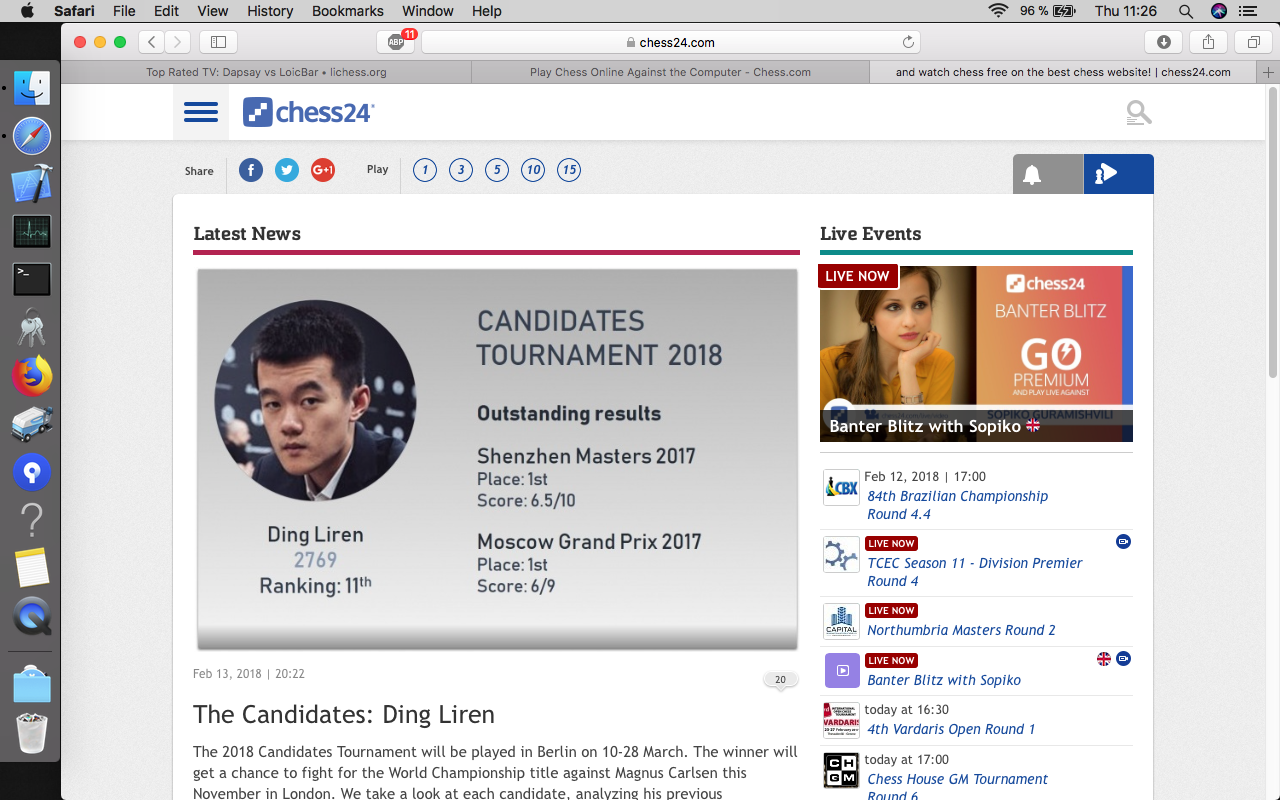 Safari File Edit View History Bookmarks Window Help 96 % Thu 11:26
ABP 11 chess24.com
Top Rated TV: Dapsay vs LoicBar • lichess.org
Play Chess Online Against the Computer - Chess.com
and watch chess free on the best chess website! | chess24.com
chess24
Share f G+1 Play 1 3 5 10 15
Latest News
CANDIDATES
TOURNAMENT 2018
Outstanding results
Shenzhen Masters 2017
Place: 1st
Score: 6.5/10
Moscow Grand Prix 2017
Place: 1st
Score: 6/9
Ding Liren
2769
Ranking: 11th
Feb 13, 2018 | 20:22
20
The Candidates: Ding Liren
The 2018 Candidates Tournament will be played in Berlin on 10-28 March. The winner will
get a chance to fight for the World Championship title against Magnus Carlsen this
November in London. We take a look at each candidate, analyzing his previous
Live Events
LIVE NOW
chess24
BANTER BLITZ
GO
PREMIUM
AND PLAY LIVE AGAINST
SOPIKO GURAMISHVILI
Banter Blitz with Sopiko
CBX
Feb 12, 2018 | 17:00
84th Brazilian Championship
Round 4.4
LIVE NOW
TCEC Season 11 - Division Premier
Round 4
CAPITAL
LIVE NOW
Northumbria Masters Round 2
LIVE NOW
Banter Blitz with Sopiko
VARDARIS
today at 16:30
4th Vardaris Open Round 1
CH
GM
today at 17:00
Chess House GM Tournament
Round 6